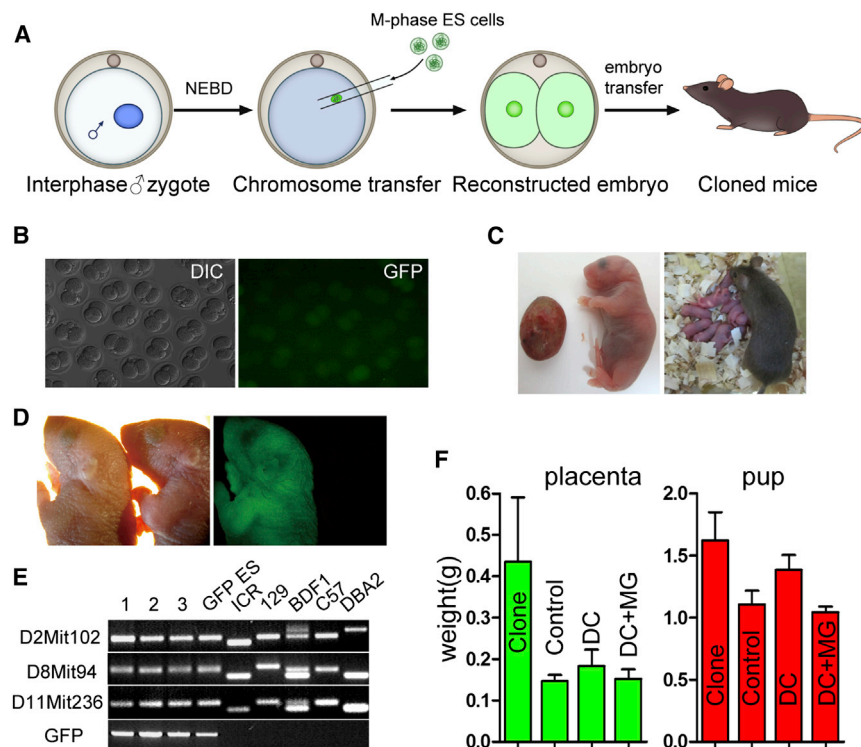 A
M-phase ES cells
NEBD
embryo
transfer
♂
Interphase ♂ zygote
Chromosome transfer
Reconstructed embryo
Cloned mice
B
DIC
GFP
C
D
E
1 2 3 GFP ES ICR 129 BDF1 C57 DBA2
D2Mit102
D8Mit94
D11Mit236
GFP
F
placenta
weight(g)
0.6
0.5
0.4
0.3
0.2
0.1
0.0
Clone
Control
DC
DC+MG
pup
2.0
1.5
1.0
0.5
0.0
Clone
Control
DC
DC+MG